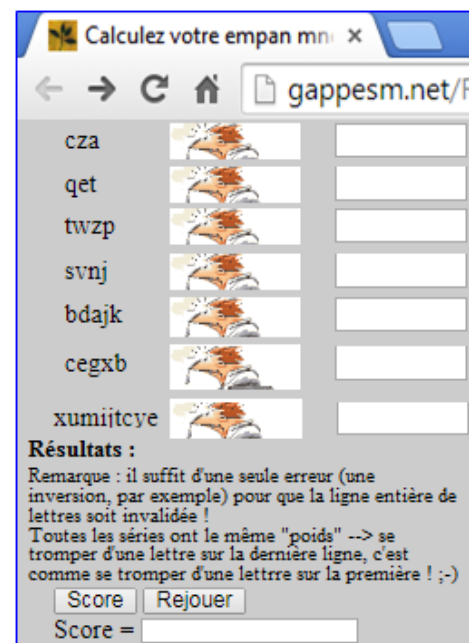 Calculez votre empan mn
gappesm.net/F
cza
qet
twzp
svnj
bdajk
cegxb
xumijtcye
Résultats :
Remarque : il suffit d'une seule erreur (une
inversion, par exemple) pour que la ligne entière de
lettres soit invalidée !
Toutes les séries ont le même "poids" --> se
tromper d'une lettre sur la dernière ligne, c'est
comme se tromper d'une lettrre sur la première ! ;-)
Score Rejouer
Score =